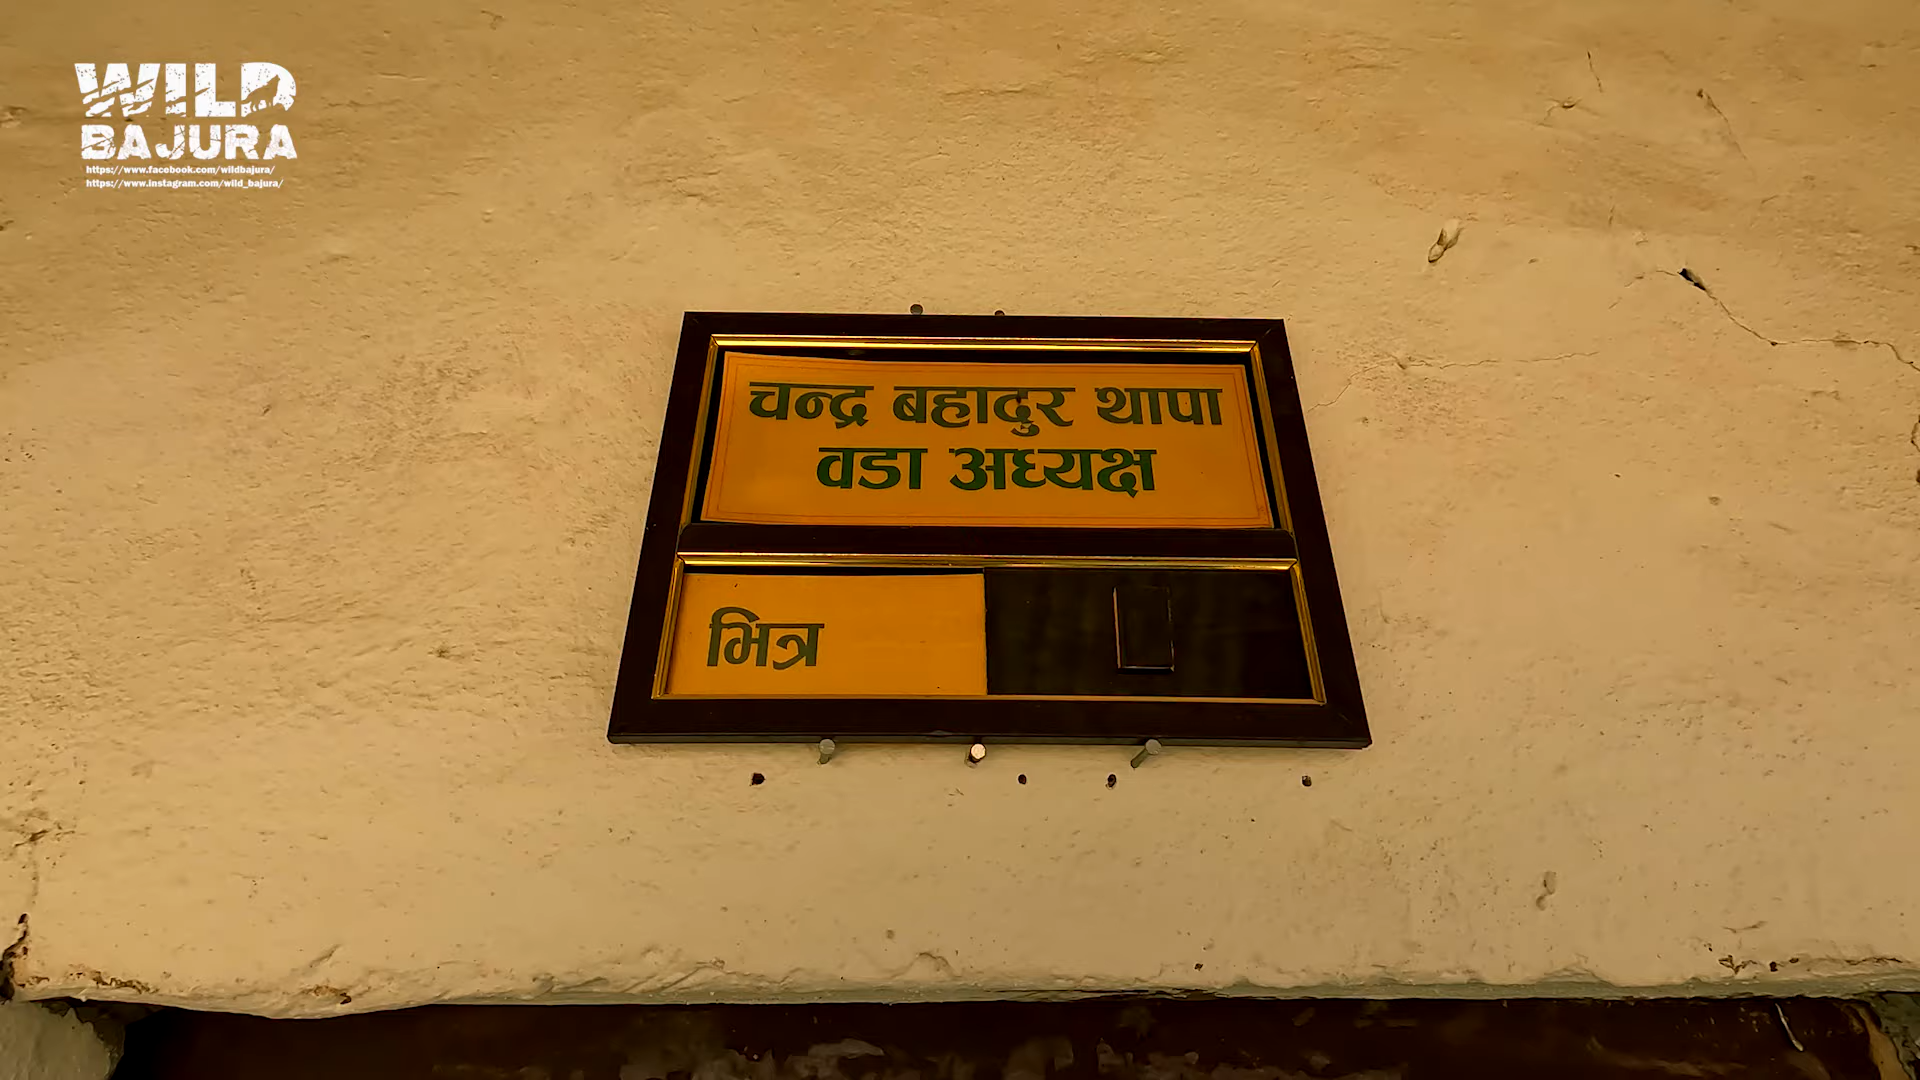 WILD
BAJURA
https://www.facebook.com/wildbajura/
https://www.instagram.com/wild_bajura/
चन्द्र बहादुर थापा
वडा अध्यक्ष
भित्र